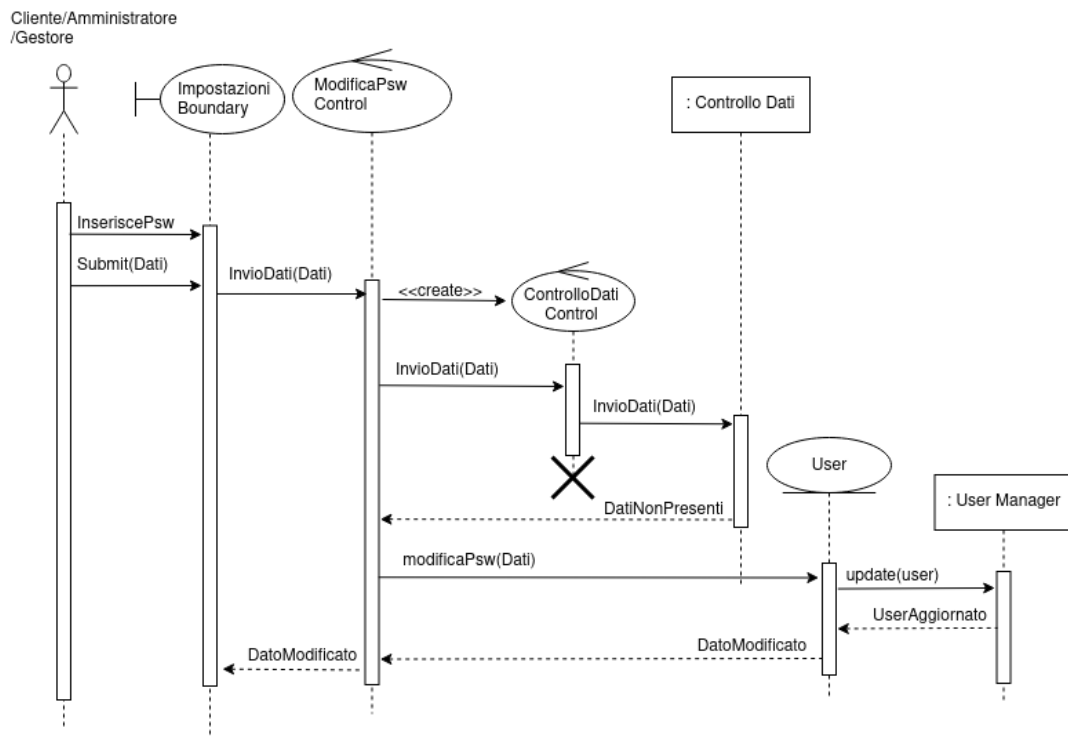 Cliente/Amministratore
/Gestore
Impostazioni
Boundary
ModificaPsw
Control
: Controllo Dati
InseriscePsw
Submit(Dati)
InvioDati(Dati)
<<create>>
ControlloDati
Control
InvioDati(Dati)
InvioDati(Dati)
User
: User Manager
DatiNonPresenti
modificaPsw(Dati)
update(user)
UserAggiornato
DatoModificato
DatoModificato